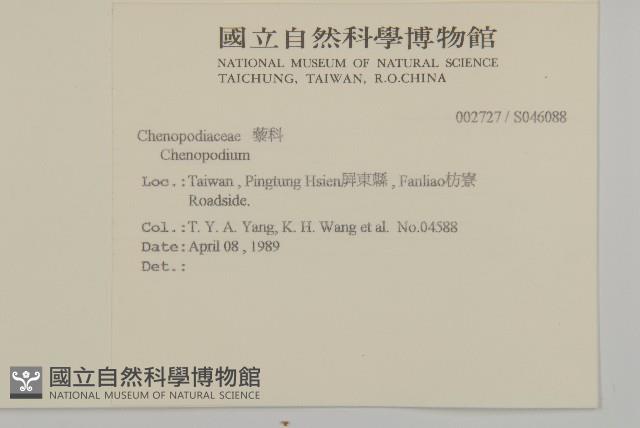 國立自然科學博物館
NATIONAL MUSEUM OF NATURAL SCIENCE
TAICHUNG, TAIWAN, R.O.CHINA
002727 / S046088
Chenopodiaceae 藜科
Chenopodium
Loc.: Taiwan , Pingtung Hsien屏東縣 , Fanliao枋寮
Roadside.
Col.: T. Y. A. Yang, K. H. Wang et al. No.04588
Date: April 08 , 1989
Det.:
國立自然科學博物館
NATIONAL MUSEUM OF NATURAL SCIENCE